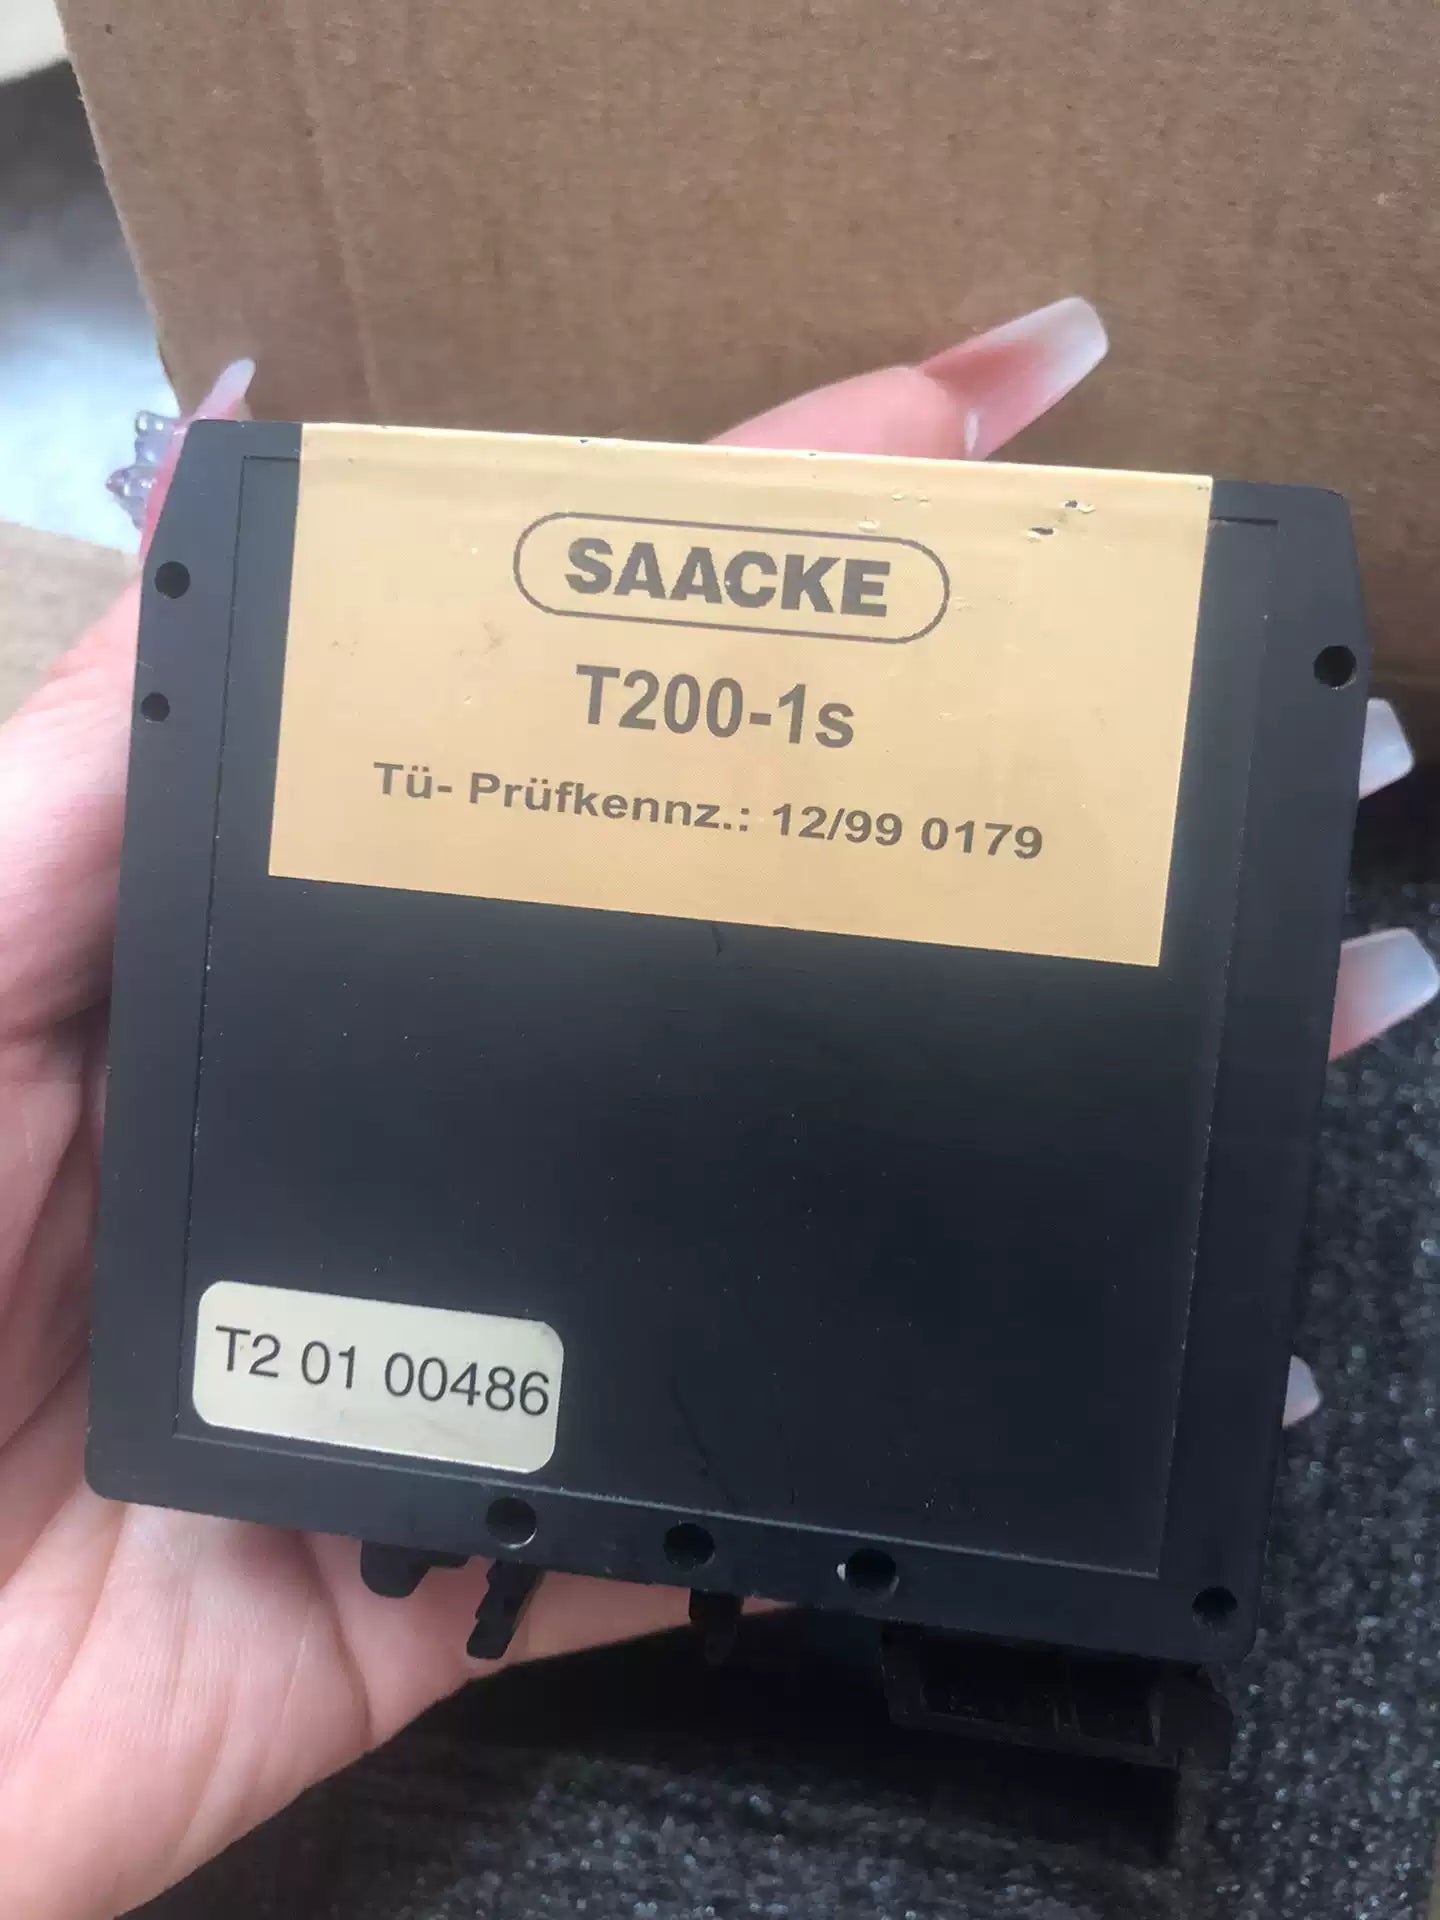 SAACKE
T200-1s
Tü- Prüfkennz.: 12/99 0179
T2 01 00486